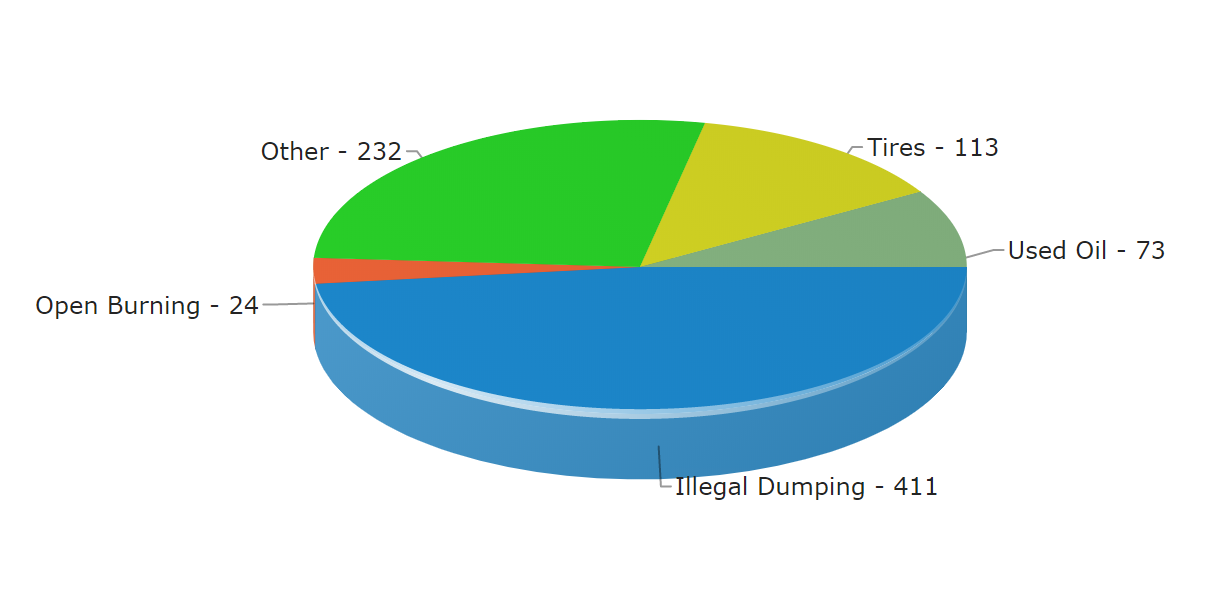 Tires - 113
Other - 232
Used Oil - 73
Open Burning - 24
Illegal Dumping - 411